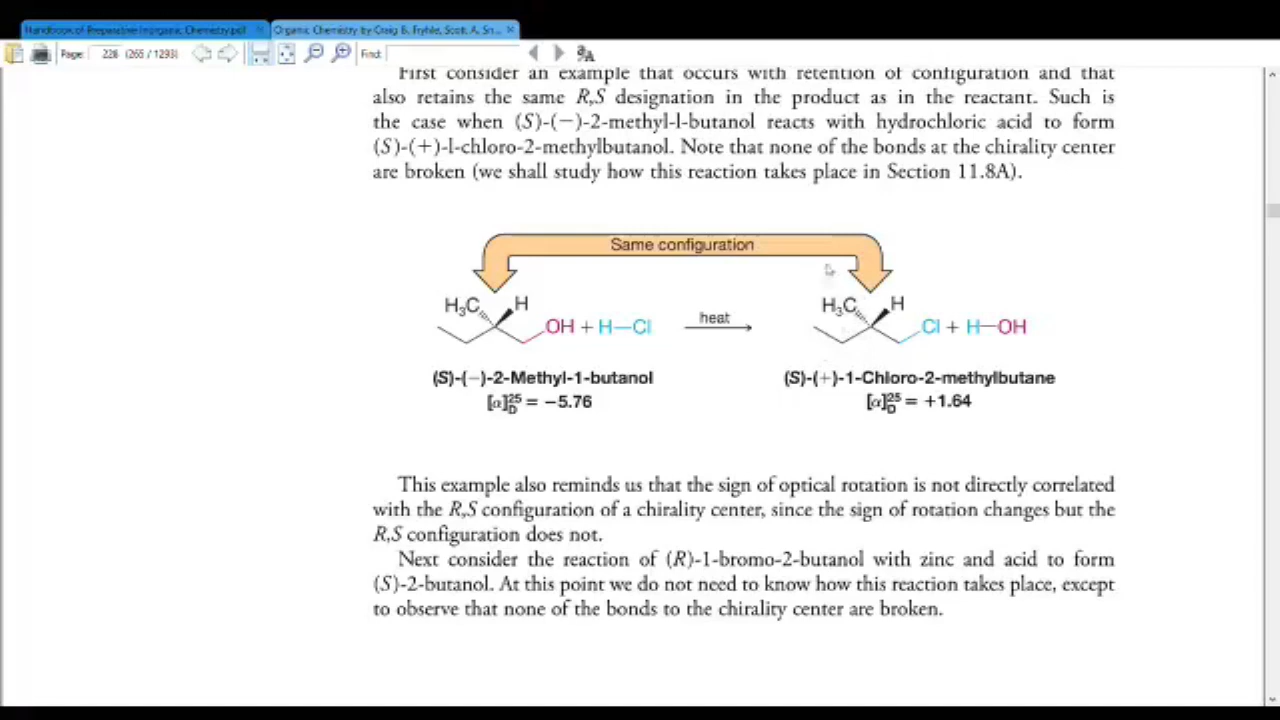 Handbook of Preparative Inorganic Chemistry.pdf × Organic Chemistry by Craig B. Fryhle, Scott. A. Sn... ×
Page: 228 (265 / 1293) Find:
First consider an example that occurs with retention of configuration and that
also retains the same R,S designation in the product as in the reactant. Such is
the case when (S)-(−)-2-methyl-l-butanol reacts with hydrochloric acid to form
(S)-(+)-l-chloro-2-methylbutanol. Note that none of the bonds at the chirality center
are broken (we shall study how this reaction takes place in Section 11.8A).
Same configuration
H₃C H OH + H—Cl heat H₃C H Cl + H—OH
(S)-(−)-2-Methyl-1-butanol (S)-(+)-1-Chloro-2-methylbutane
[α]²⁵D = −5.76 [α]²⁵D = +1.64
This example also reminds us that the sign of optical rotation is not directly correlated
with the R,S configuration of a chirality center, since the sign of rotation changes but the
R,S configuration does not.
Next consider the reaction of (R)-1-bromo-2-butanol with zinc and acid to form
(S)-2-butanol. At this point we do not need to know how this reaction takes place, except
to observe that none of the bonds to the chirality center are broken.